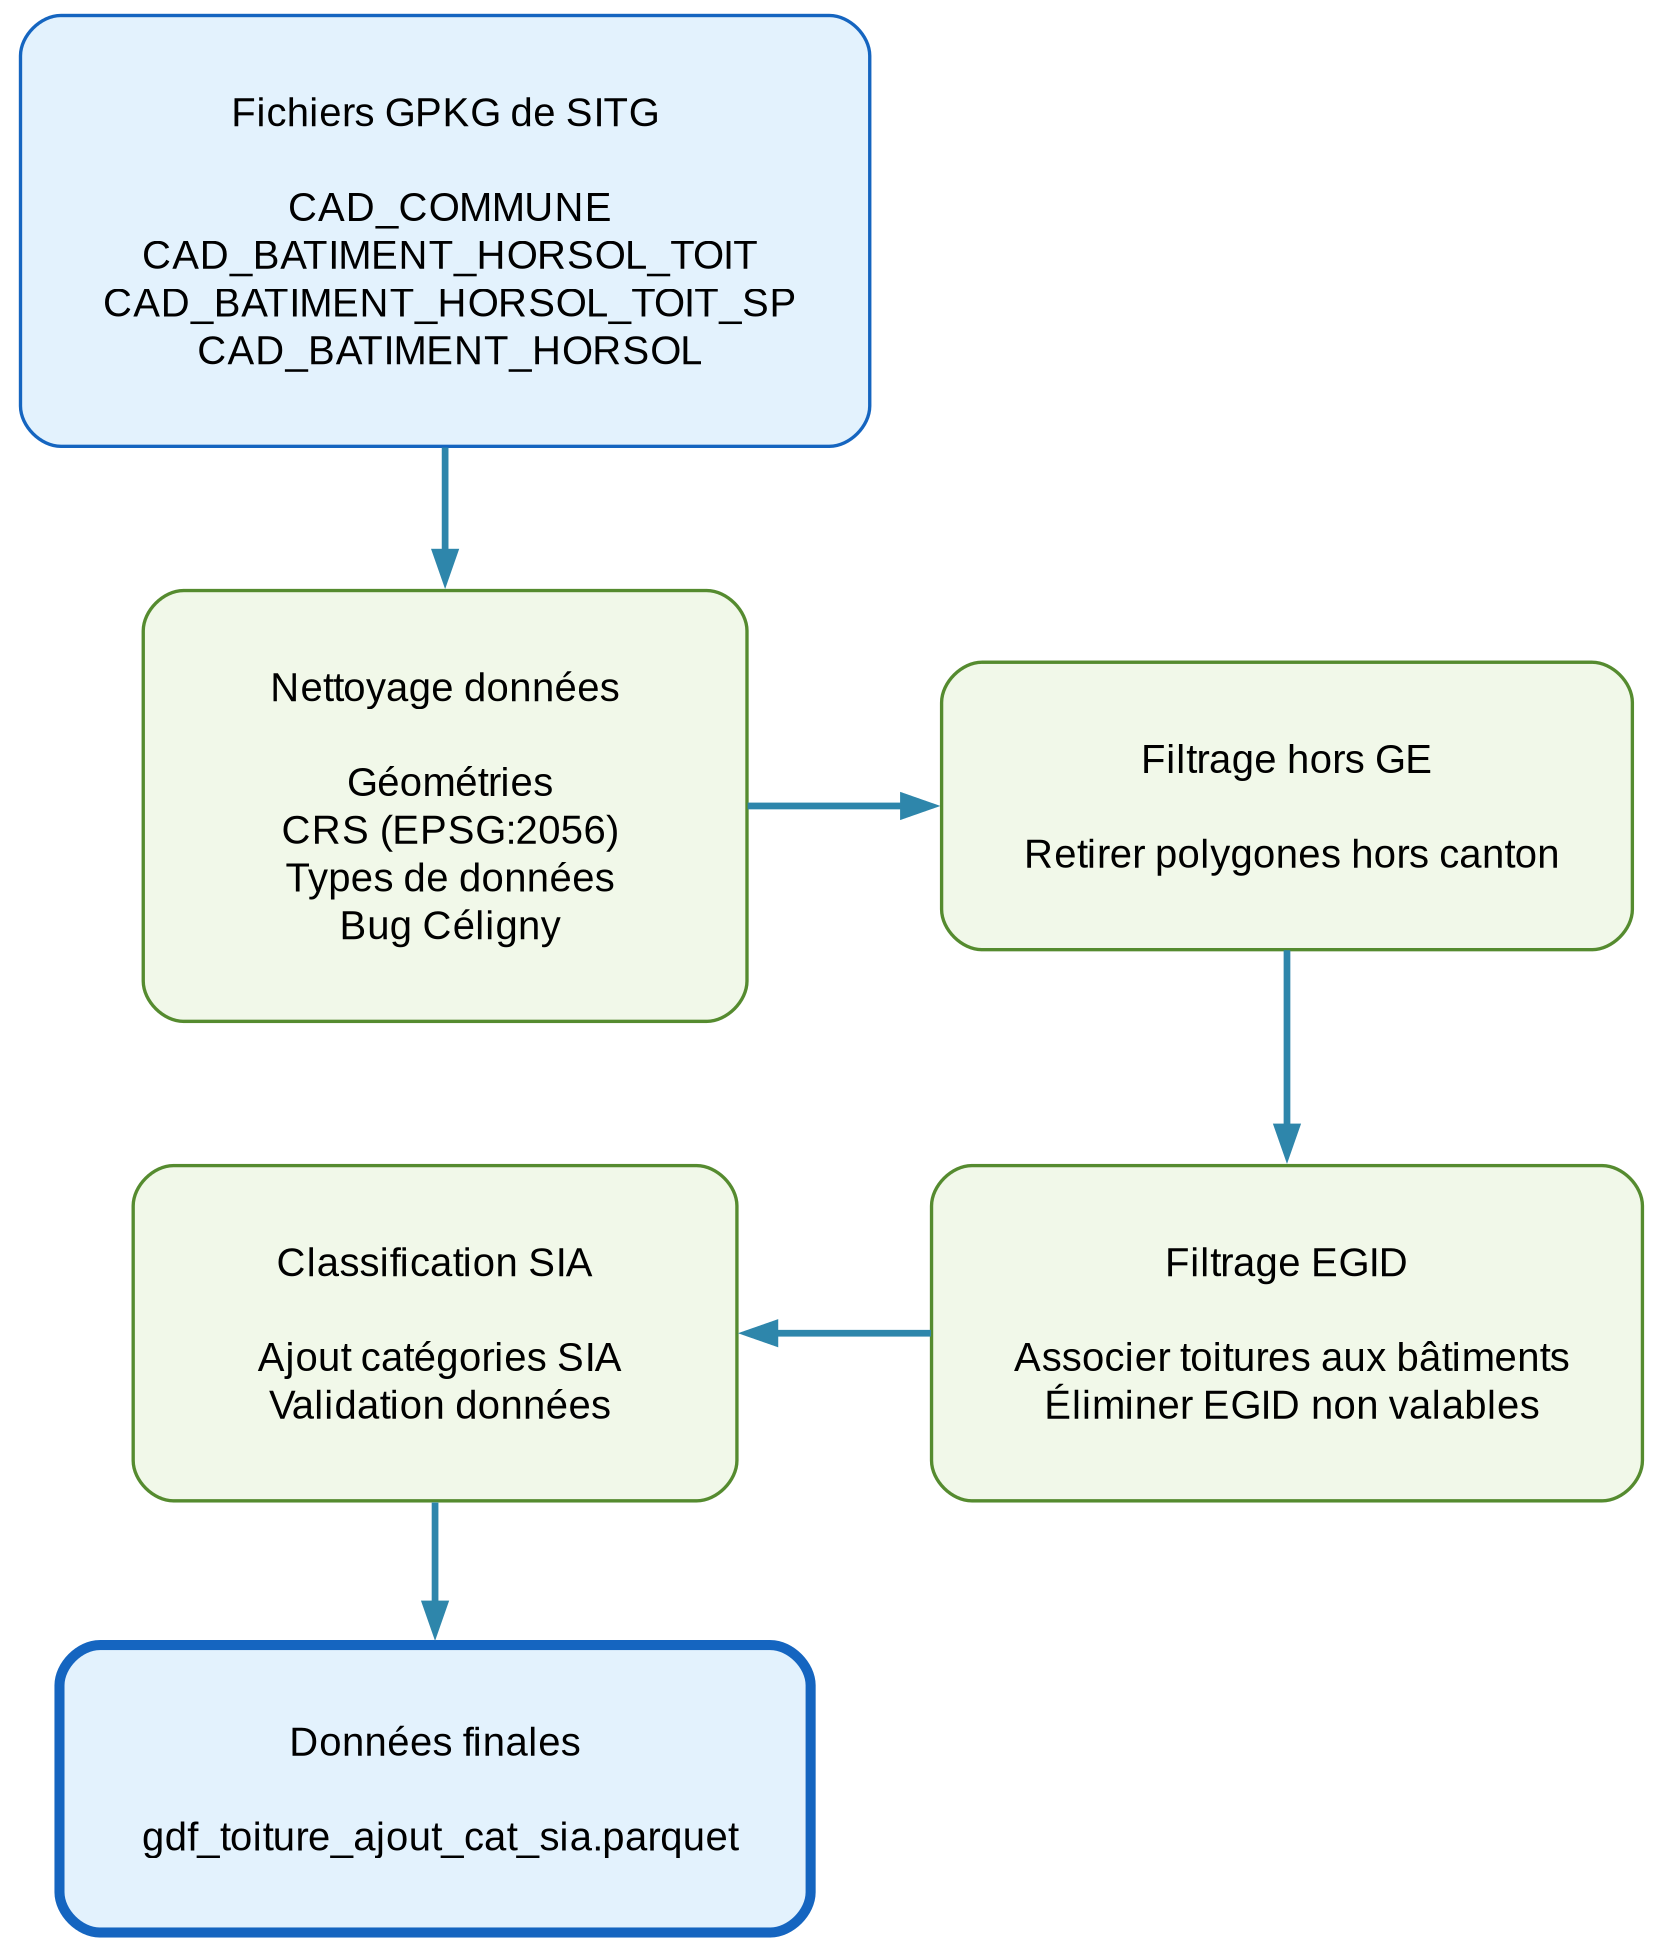 Fichiers GPKG de SITG
CAD_COMMUNE
CAD_BATIMENT_HORSOL_TOIT
CAD_BATIMENT_HORSOL_TOIT_SP
CAD_BATIMENT_HORSOL
Nettoyage données
Géométries
CRS (EPSG:2056)
Types de données
Bug Céligny
Filtrage hors GE
Retirer polygones hors canton
Filtrage EGID
Associer toitures aux bâtiments
Éliminer EGID non valables
Classification SIA
Ajout catégories SIA
Validation données
Données finales
gdf_toiture_ajout_cat_sia.parquet